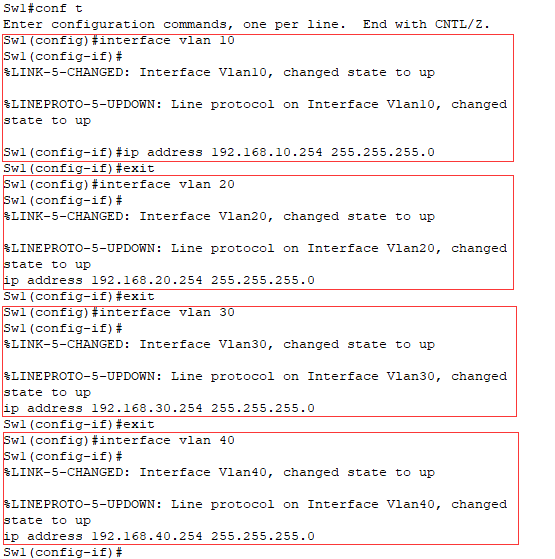 Sw1#conf t
Enter configuration commands, one per line.  End with CNTL/Z.
Sw1(config)#interface vlan 10
Sw1(config-if)#
%LINK-5-CHANGED: Interface Vlan10, changed state to up
%LINEPROTO-5-UPDOWN: Line protocol on Interface Vlan10, changed
state to up
Sw1(config-if)#ip address 192.168.10.254 255.255.255.0
Sw1(config-if)#exit
Sw1(config)#interface vlan 20
Sw1(config-if)#
%LINK-5-CHANGED: Interface Vlan20, changed state to up
%LINEPROTO-5-UPDOWN: Line protocol on Interface Vlan20, changed
state to up
ip address 192.168.20.254 255.255.255.0
Sw1(config-if)#exit
Sw1(config)#interface vlan 30
Sw1(config-if)#
%LINK-5-CHANGED: Interface Vlan30, changed state to up
%LINEPROTO-5-UPDOWN: Line protocol on Interface Vlan30, changed
state to up
ip address 192.168.30.254 255.255.255.0
Sw1(config-if)#exit
Sw1(config)#interface vlan 40
Sw1(config-if)#
%LINK-5-CHANGED: Interface Vlan40, changed state to up
%LINEPROTO-5-UPDOWN: Line protocol on Interface Vlan40, changed
state to up
ip address 192.168.40.254 255.255.255.0
Sw1(config-if)#